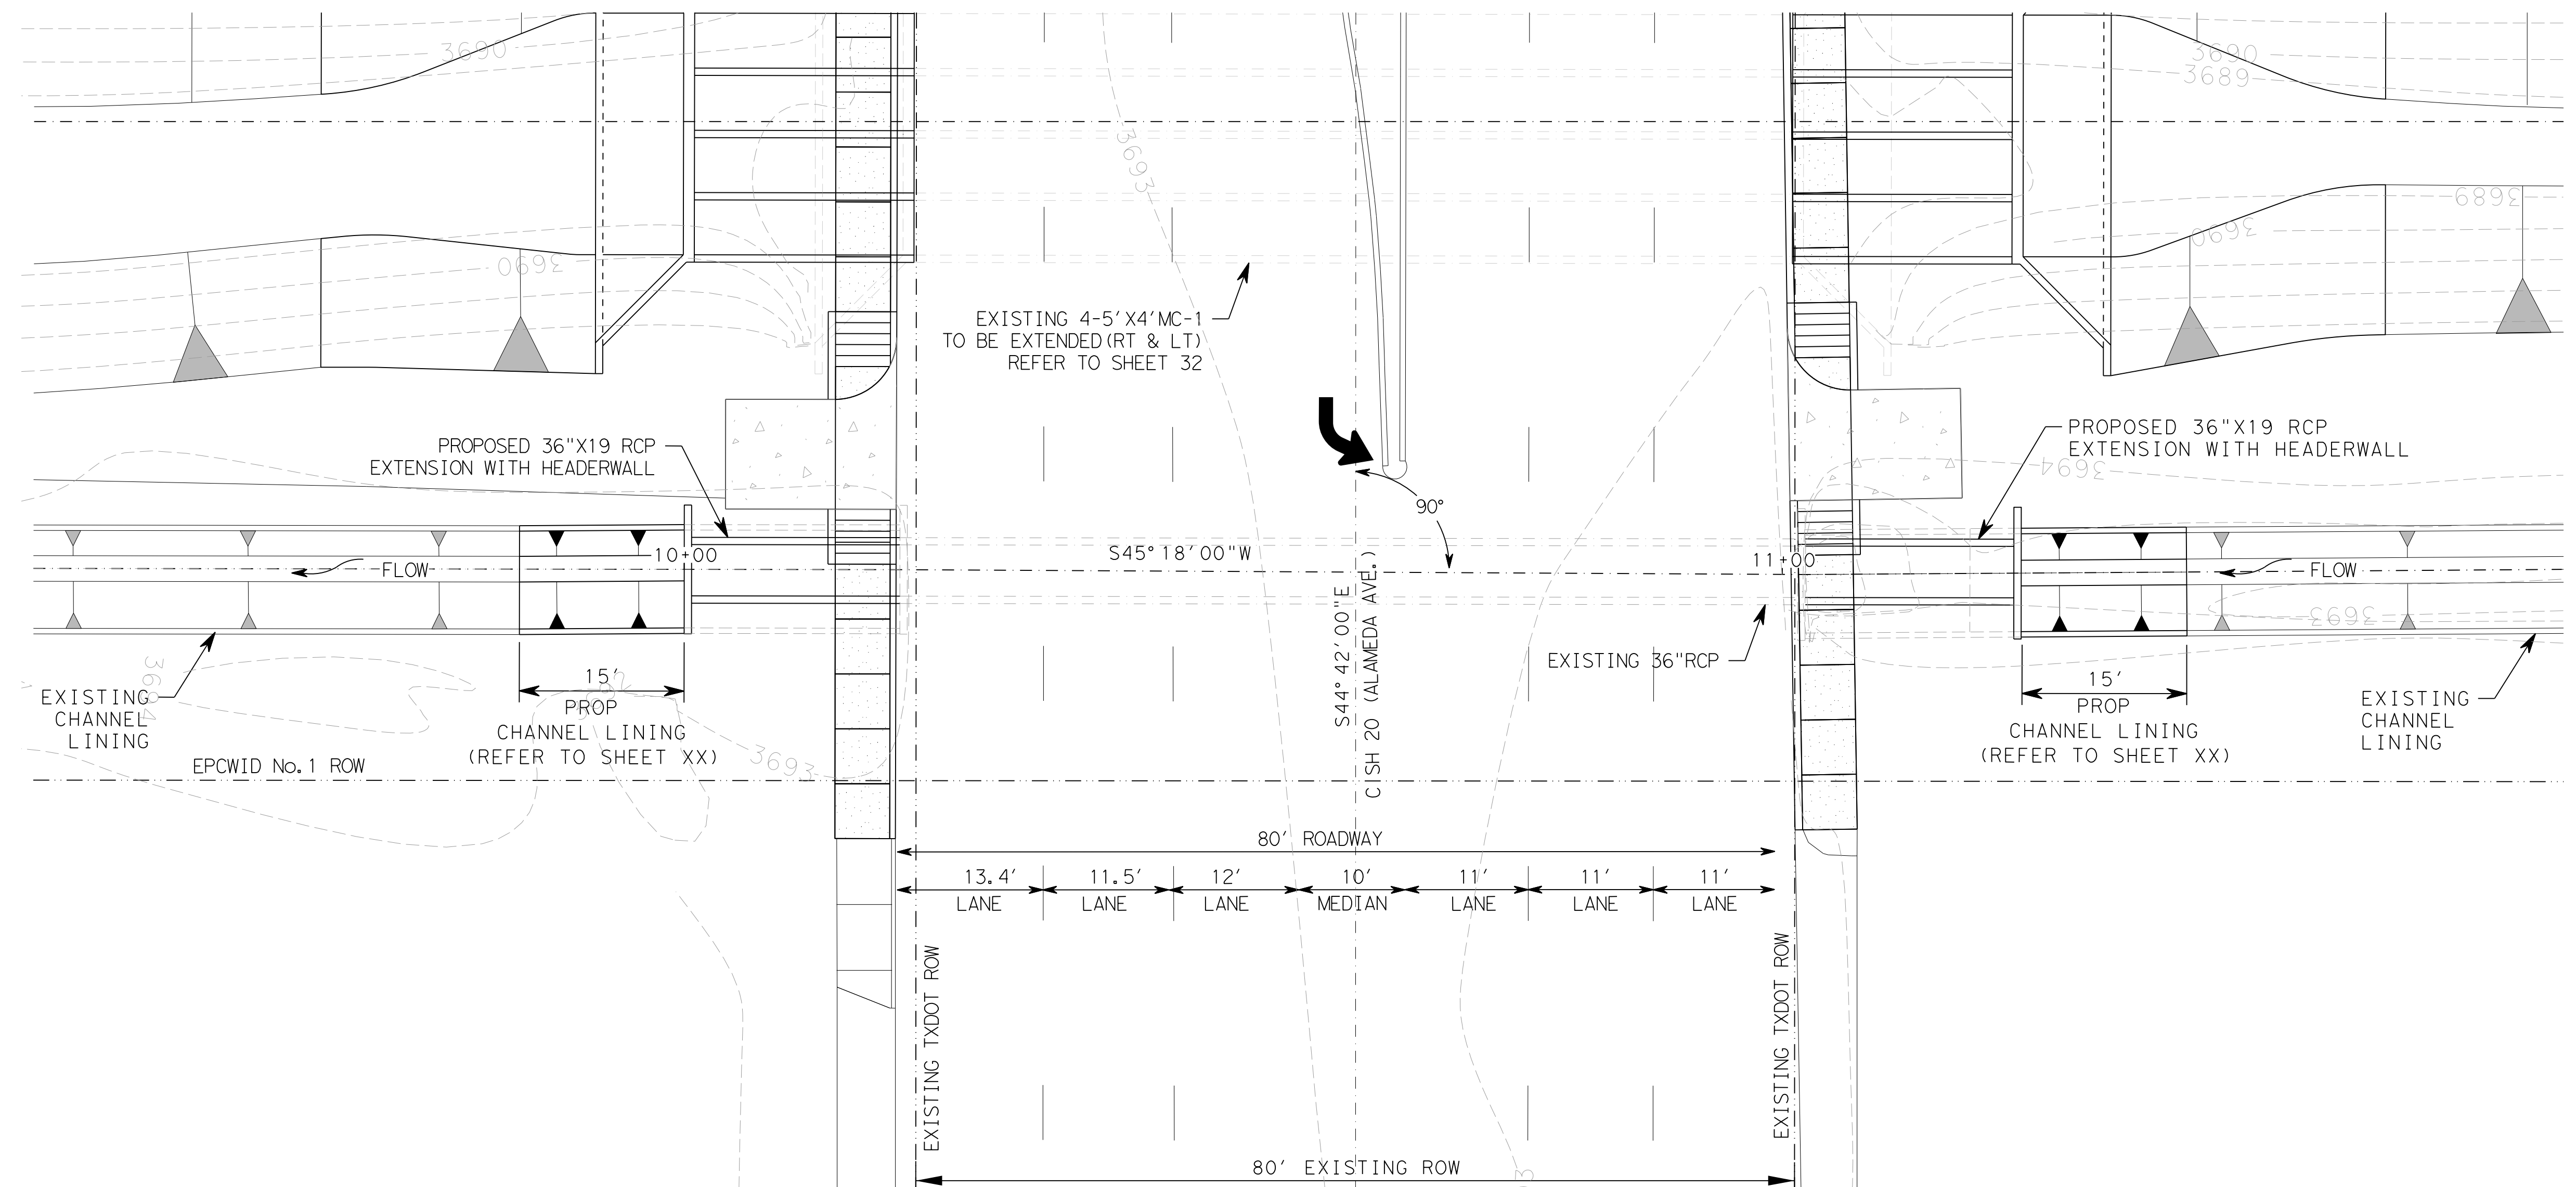 3690
3690
3689
3693
3689
3690
3690
EXISTING 4-5'X4'MC-1
TO BE EXTENDED(RT & LT)
REFER TO SHEET 32
PROPOSED 36"X19 RCP
EXTENSION WITH HEADERWALL
PROPOSED 36"X19 RCP
EXTENSION WITH HEADERWALL
3694
90°
10+00
S45° 18'00"W
11+00
FLOW
FLOW
S44° 42' 00"E
(ALAMEDA AVE.)
C SH 20
3693
EXISTING 36"RCP
3694
15'
PROP
CHANNEL LINING
(REFER TO SHEET XX)
15'
PROP
CHANNEL LINING
(REFER TO SHEET XX)
EXISTING
CHANNEL
LINING
EXISTING
CHANNEL
LINING
3693
EPCWID No.1 ROW
80' ROADWAY
13.4'
LANE
11.5'
LANE
12'
LANE
10'
MEDIAN
11'
LANE
11'
LANE
11'
LANE
EXISTING TXDOT ROW
EXISTING TXDOT ROW
80' EXISTING ROW